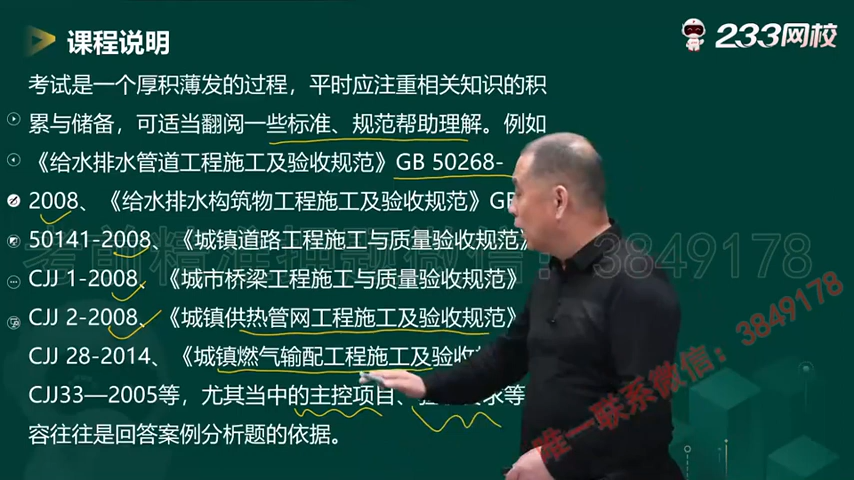 课程说明
233网校
考试是一个厚积薄发的过程，平时应注重相关知识的积
累与储备，可适当翻阅一些标准、规范帮助理解。例如
《给水排水管道工程施工及验收规范》GB 50268-
2008、《给水排水构筑物工程施工及验收规范》GB
50141-2008、《城镇道路工程施工与质量验收规范》
CJJ 1-2008、《城市桥梁工程施工与质量验收规范》
CJJ 2-2008、《城镇供热管网工程施工及验收规范》
CJJ 28-2014、《城镇燃气输配工程施工及验收
CJJ33—2005等，尤其当中的主控项目、等
容往往是回答案例分析题的依据。
考前精准押题微信：3849178
唯一联系微信：3849178